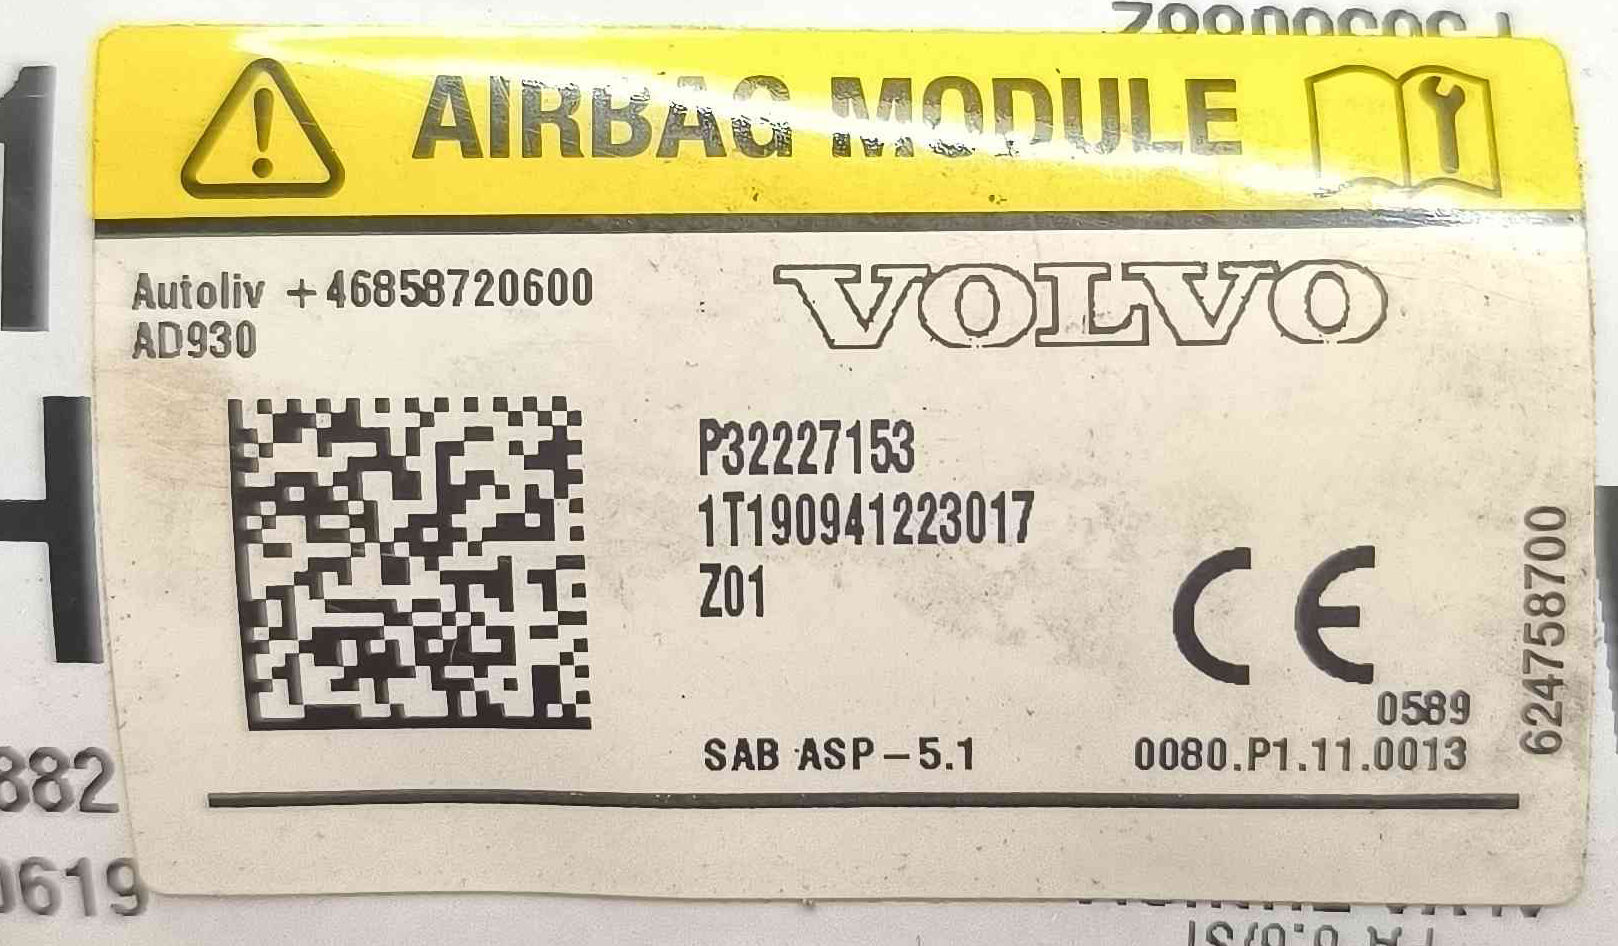 AIRBAG MODULE
Autoliv +46858720600
AD930
VOLVO
P32227153
1T190941223017
Z01
CE
0589
SAB ASP-5.1
0080.P1.11.0013
624758700
1
H
882
0619